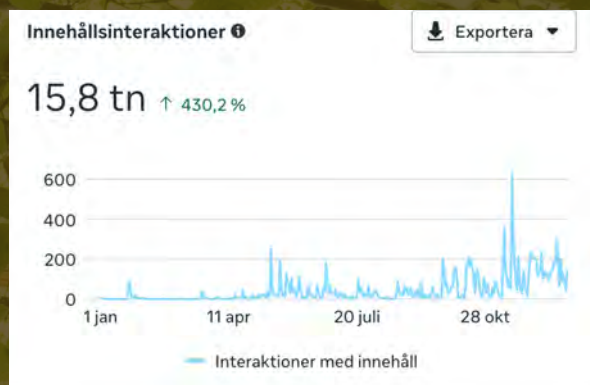 Innehållsinteraktioner
Exportera
15,8 tn ↑ 430,2 %
600
400
200
0
1 jan 11 apr 20 juli 28 okt
Interaktioner med innehåll